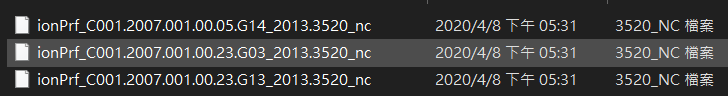 ionPrf_C001.2007.001.00.05.G14_2013.3520_nc 2020/4/8 下午 05:31 3520_NC 檔案
ionPrf_C001.2007.001.00.23.G03_2013.3520_nc 2020/4/8 下午 05:31 3520_NC 檔案
ionPrf_C001.2007.001.00.23.G13_2013.3520_nc 2020/4/8 下午 05:31 3520_NC 檔案